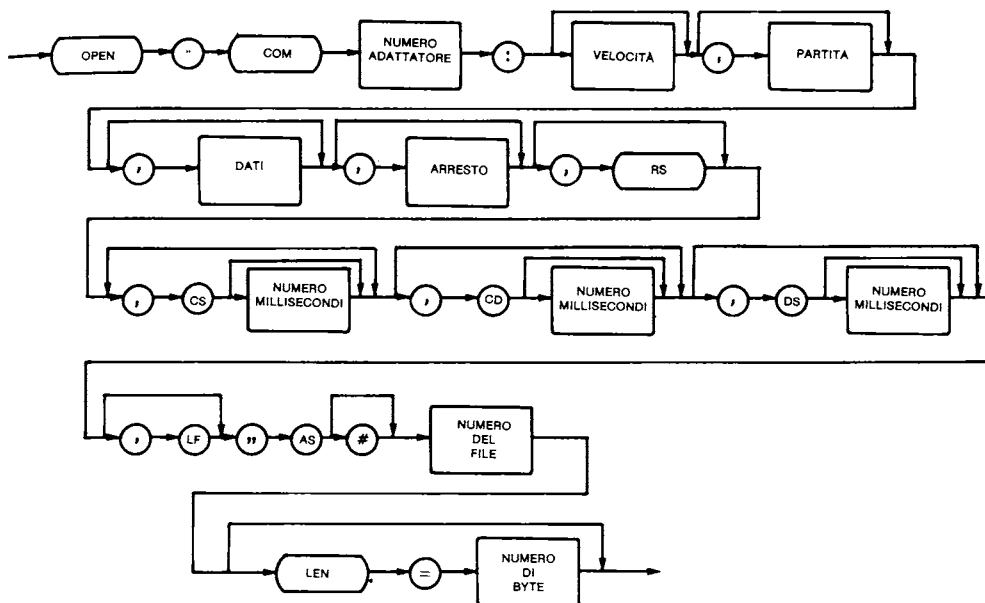 OPEN " COM NUMERO ADATTATORE : VELOCITÀ , PARTITA
, DATI , ARRESTO , RS
, CS NUMERO MILLISECONDI , CD NUMERO MILLISECONDI , DS NUMERO MILLISECONDI
, LF " AS # NUMERO DEL FILE
LEN = NUMERO DI BYTE